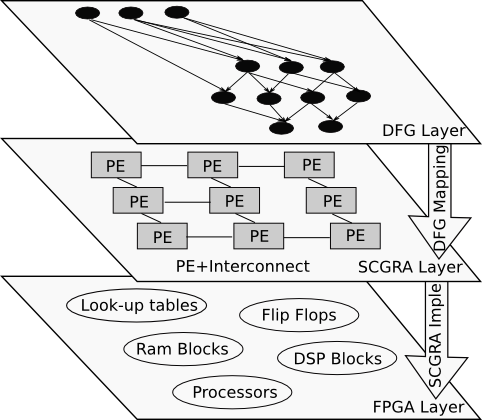 DFG Layer
DFG Mapping
PE PE PE
PE PE PE
PE PE PE
PE+Interconnect
SCGRA Layer
SCGRA Imple
Look-up tables
Flip Flops
Ram Blocks
DSP Blocks
Processors
FPGA Layer